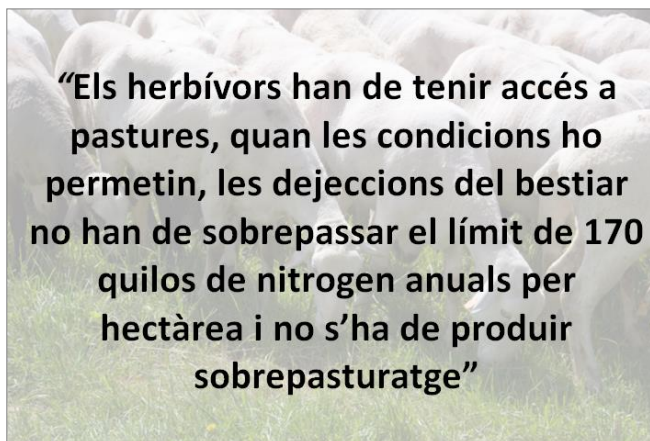 “Els herbívors han de tenir accés a
pastures, quan les condicions ho
permetin, les dejeccions del bestiar
no han de sobrepassar el límit de 170
quilos de nitrogen anuals per
hectàrea i no s’ha de produir
sobrepasturatge”